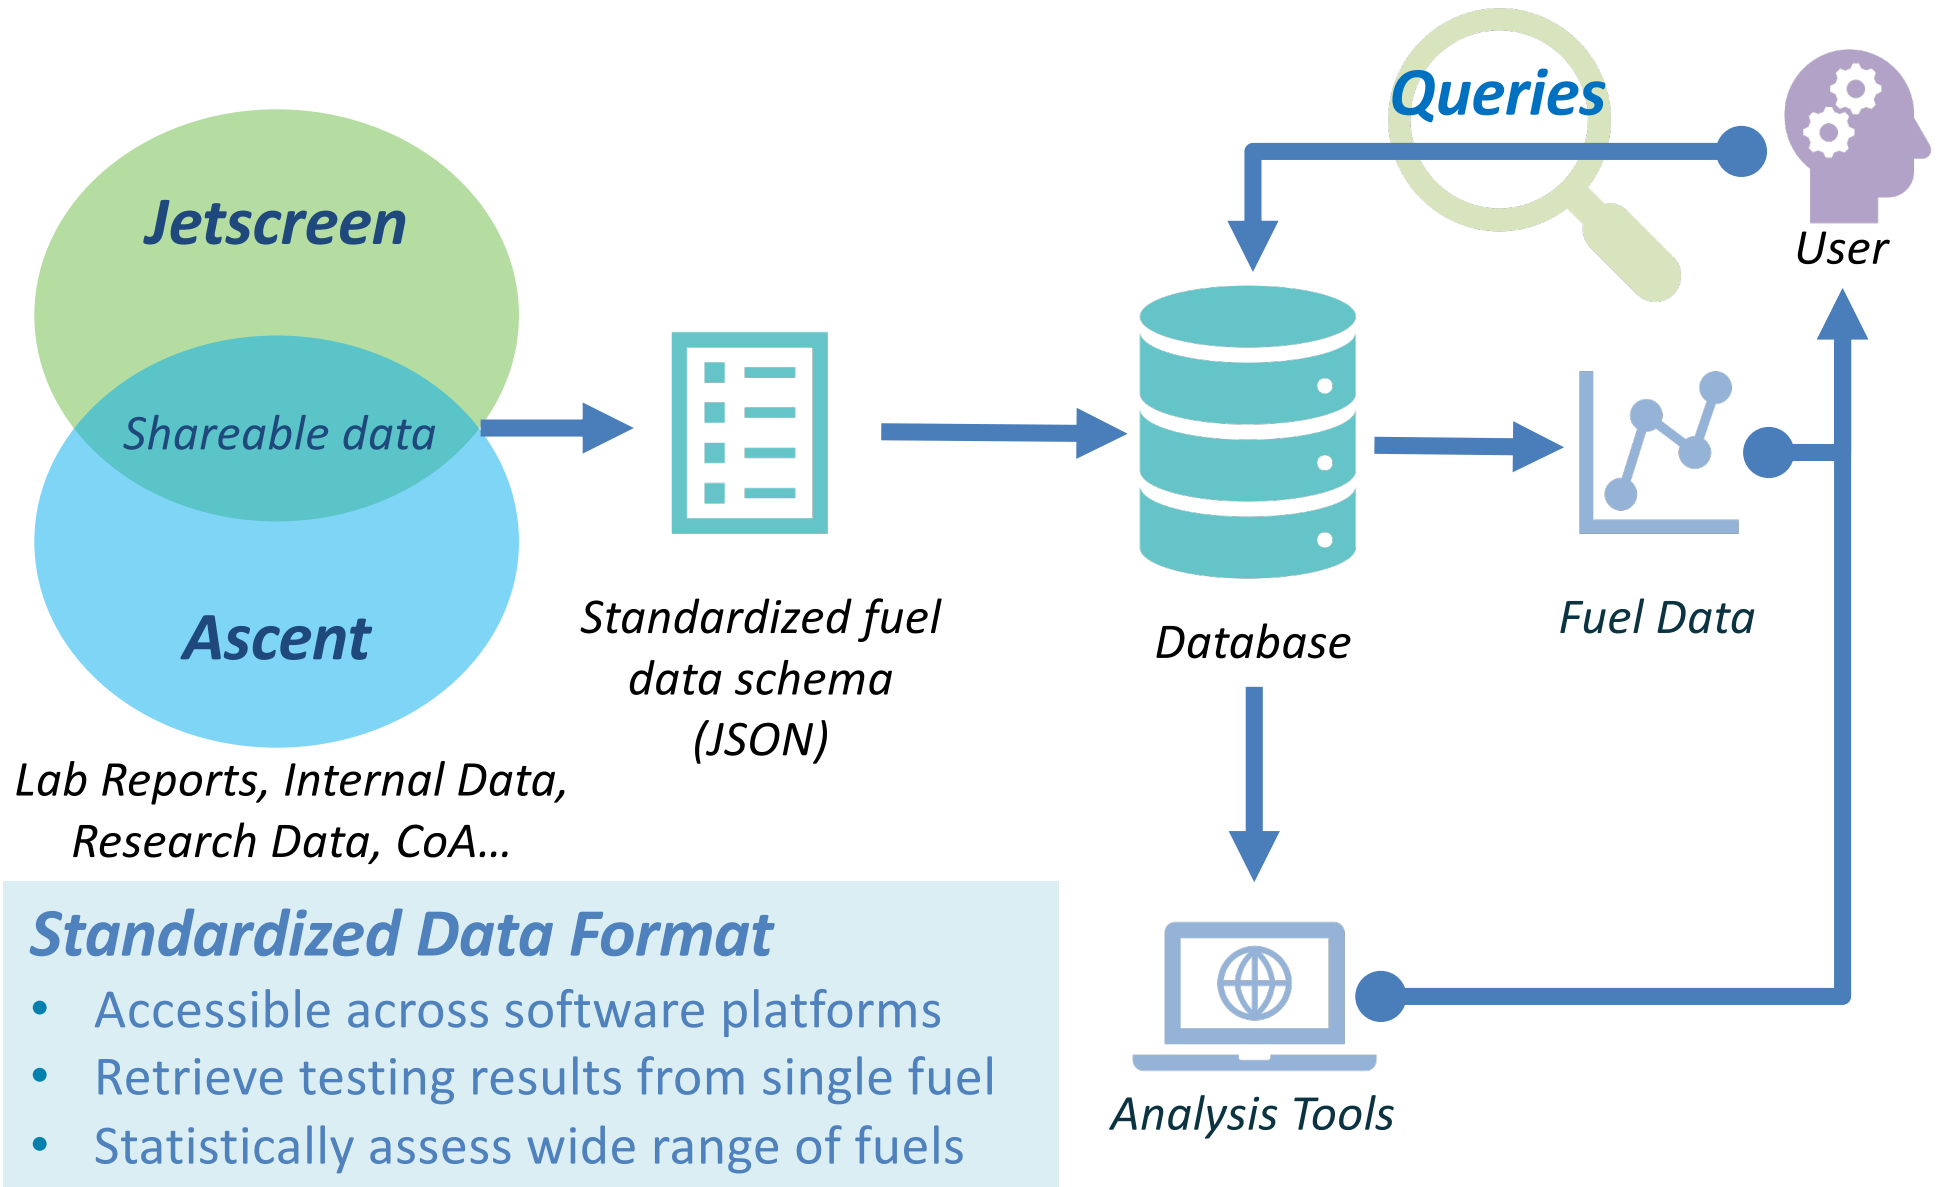 Queries
Jetscreen
User
Shareable data
Standardized fuel
data schema
(JSON)
Database
Fuel Data
Ascent
Lab Reports, Internal Data,
Research Data, CoA...
Standardized Data Format
• Accessible across software platforms
• Retrieve testing results from single fuel
• Statistically assess wide range of fuels
Analysis Tools